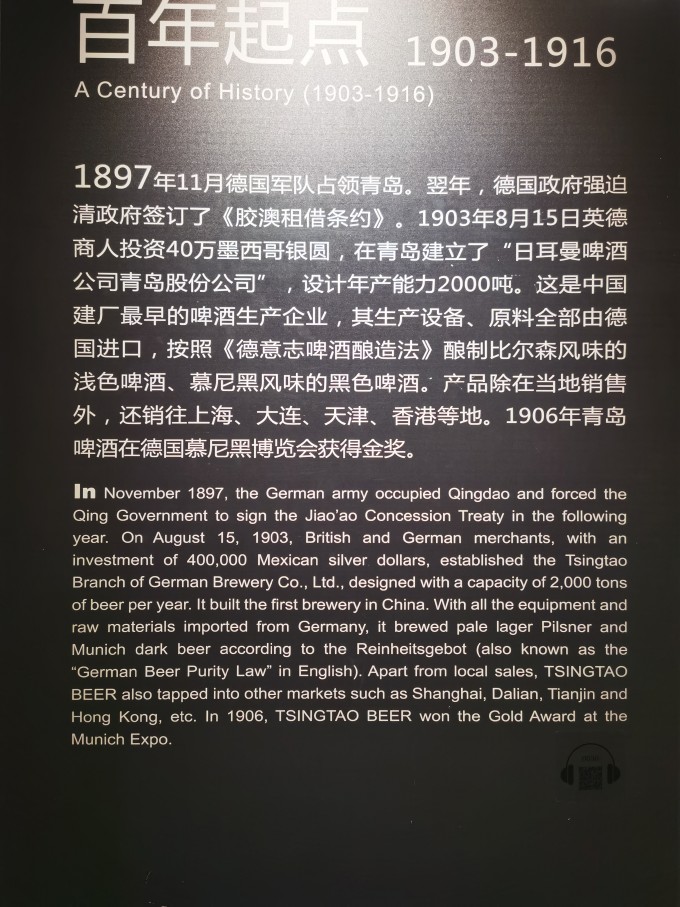 百年起点 1903-1916
A Century of History (1903-1916)
1897年11月德国军队占领青岛。翌年，德国政府强迫
清政府签订了《胶澳租借条约》。1903年8月15日英德
商人投资40万墨西哥银圆，在青岛建立了“日耳曼啤酒
公司青岛股份公司”，设计年产能力2000吨。这是中国
建厂最早的啤酒生产企业，其生产设备、原料全部由德
国进口，按照《德意志啤酒酿造法》酿制比尔森风味的
浅色啤酒、慕尼黑风味的黑色啤酒。产品除在当地销售
外，还销往上海、大连、天津、香港等地。1906年青岛
啤酒在德国慕尼黑博览会获得金奖。
In November 1897, the German army occupied Qingdao and forced the
Qing Government to sign the Jiao'ao Concession Treaty in the following
year. On August 15, 1903, British and German merchants, with an
investment of 400,000 Mexican silver dollars, established the Tsingtao
Branch of German Brewery Co., Ltd., designed with a capacity of 2,000 tons
of beer per year. It built the first brewery in China. With all the equipment and
raw materials imported from Germany, it brewed pale lager Pilsner and
Munich dark beer according to the Reinheitsgebot (also known as the
“German Beer Purity Law” in English). Apart from local sales, TSINGTAO
BEER also tapped into other markets such as Shanghai, Dalian, Tianjin and
Hong Kong, etc. In 1906, TSINGTAO BEER won the Gold Award at the
Munich Expo.